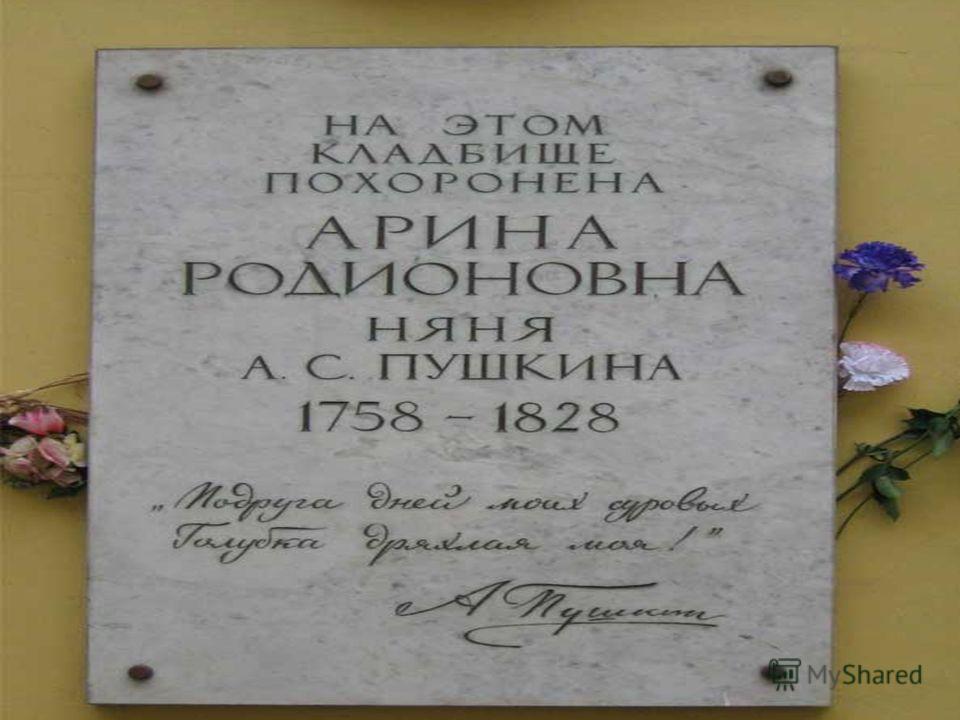 НА ЭТОМ
КЛАДБИЩЕ
ПОХОРОНЕНА
АРИНА
РОДИОНОВНА
НЯНЯ
А. С. ПУШКИНА
1758 – 1828
„Подруга дней моих суровых
Голубка дряхлая моя!”
А Пушкин
MyShared